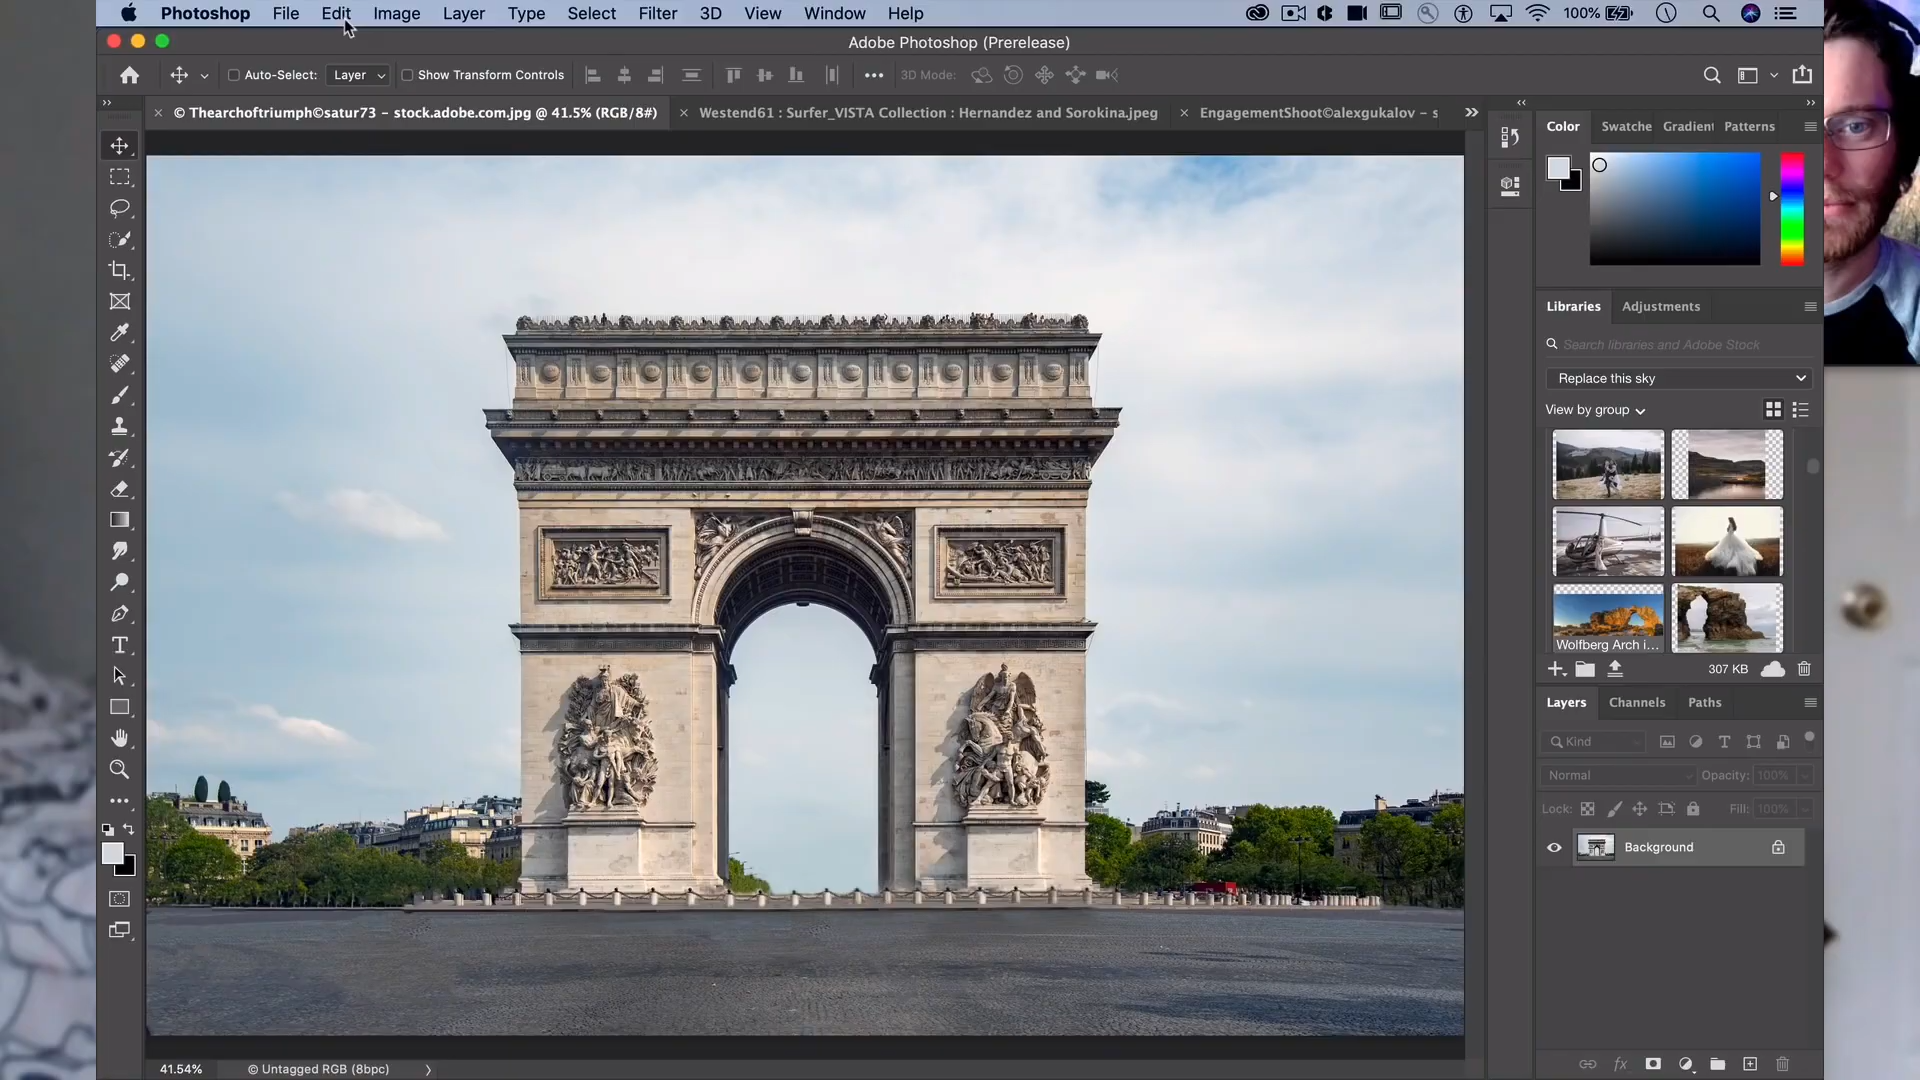 Photoshop File Edit Image Layer Type Select Filter 3D View Window Help 100%
Adobe Photoshop (Prerelease)
Auto-Select: Layer Show Transform Controls 3D Mode:
© Thearchoftriumph©satur73 – stock.adobe.com.jpg @ 41.5% (RGB/8#) Westend61 : Surfer_VISTA Collection : Hernandez and Sorokina.jpeg EngagementShoot©alexgukalov – s
Color Swatche Gradient Patterns
Libraries Adjustments
Search libraries and Adobe Stock
Replace this sky
View by group
Wolfberg Arch i...
307 KB
Layers Channels Paths
Kind
Normal Opacity: 100%
Lock: Fill: 100%
Background
fx
41.54% © Untagged RGB (8bpc)